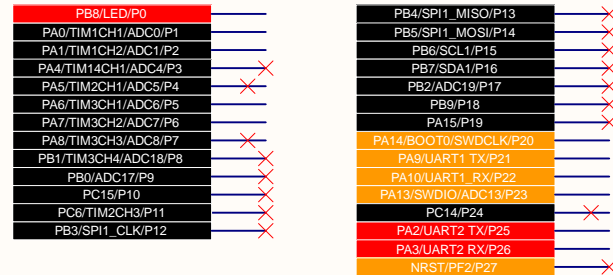 PB8/LED/P0
PA0/TIM1CH1/ADC0/P1
PA1/TIM1CH2/ADC1/P2
PA4/TIM14CH1/ADC4/P3
PA5/TIM2CH1/ADC5/P4
PA6/TIM3CH1/ADC6/P5
PA7/TIM3CH2/ADC7/P6
PA8/TIM3CH3/ADC8/P7
PB1/TIM3CH4/ADC18/P8
PB0/ADC17/P9
PC15/P10
PC6/TIM2CH3/P11
PB3/SPI1_CLK/P12
PB4/SPI1_MISO/P13
PB5/SPI1_MOSI/P14
PB6/SCL1/P15
PB7/SDA1/P16
PB2/ADC19/P17
PB9/P18
PA15/P19
PA14/BOOT0/SWDCLK/P20
PA9/UART1 TX/P21
PA10/UART1_RX/P22
PA13/SWDIO/ADC13/P23
PC14/P24
PA2/UART2 TX/P25
PA3/UART2 RX/P26
NRST/PF2/P27